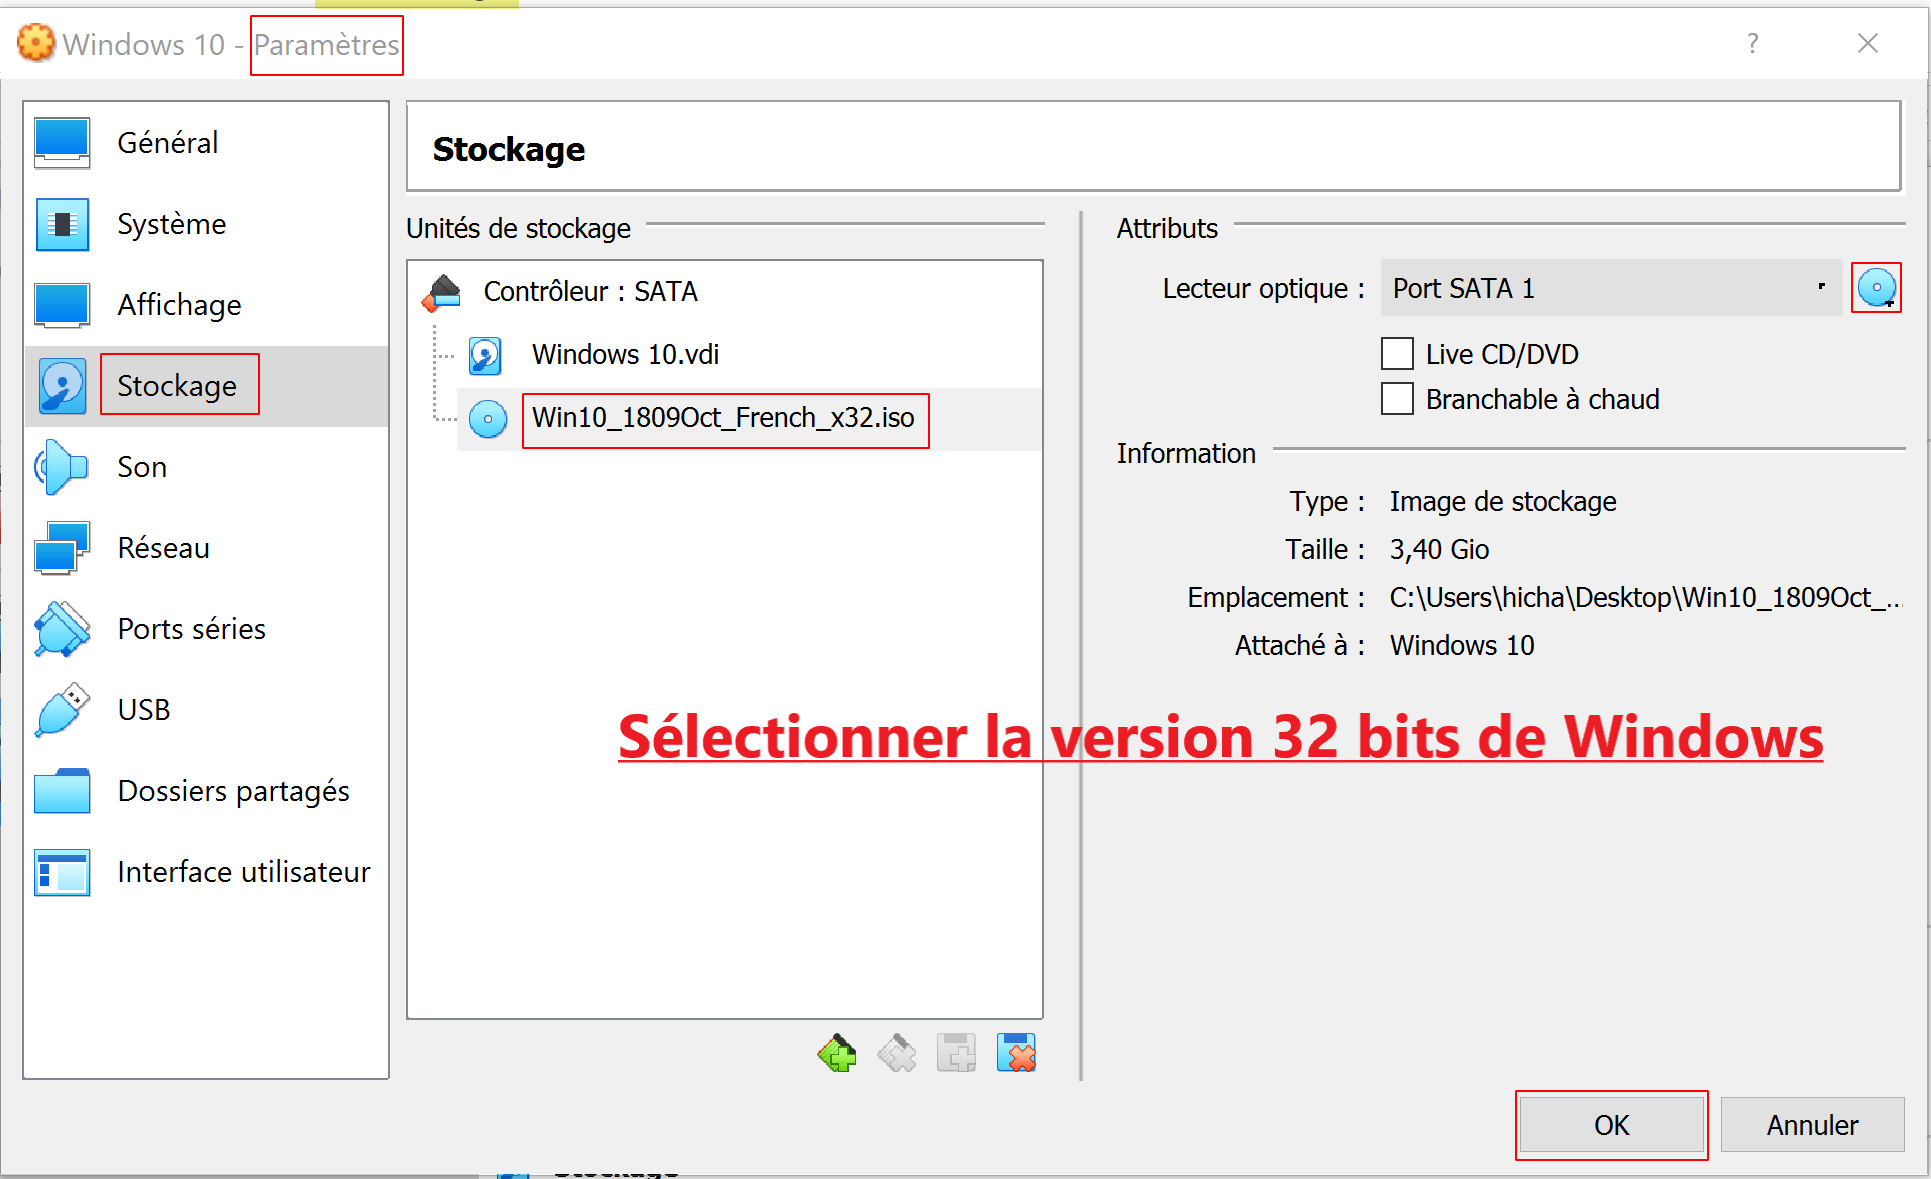 Windows 10 - Paramètres
?
Général
Système
Affichage
Stockage
Son
Réseau
Ports séries
USB
Dossiers partagés
Interface utilisateur
Stockage
Unités de stockage
Contrôleur : SATA
Windows 10.vdi
Win10_1809Oct_French_x32.iso
Attributs
Lecteur optique : Port SATA 1
Live CD/DVD
Branchable à chaud
Information
Type : Image de stockage
Taille : 3,40 Gio
Emplacement : C:\Users\hicha\Desktop\Win10_1809Oct_...
Attaché à : Windows 10
Sélectionner la version 32 bits de Windows
OK
Annuler